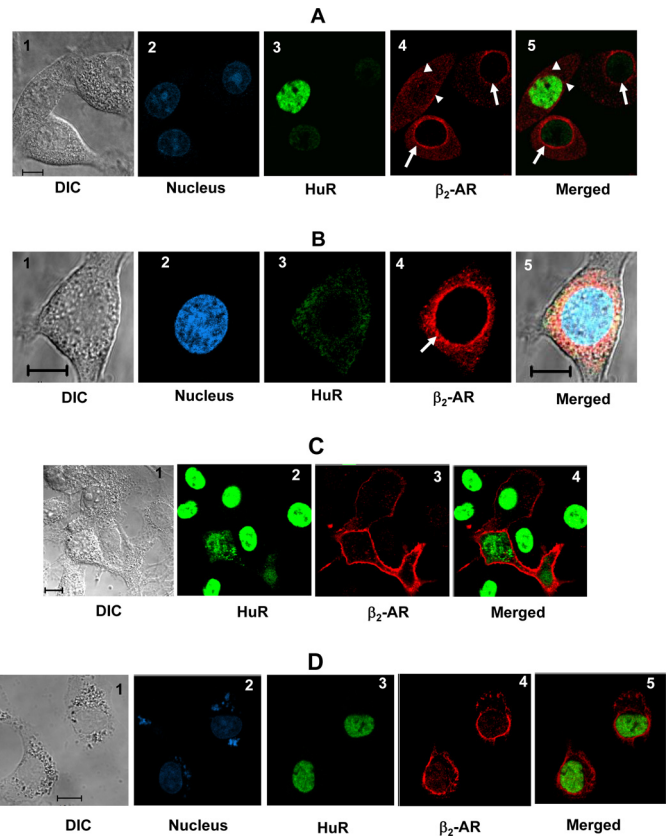 A
1 2 3 4 5
DIC Nucleus HuR β₂-AR Merged
B
1 2 3 4 5
DIC Nucleus HuR β₂-AR Merged
C
1 2 3 4
DIC HuR β₂-AR Merged
D
1 2 3 4 5
DIC Nucleus HuR β₂-AR Merged